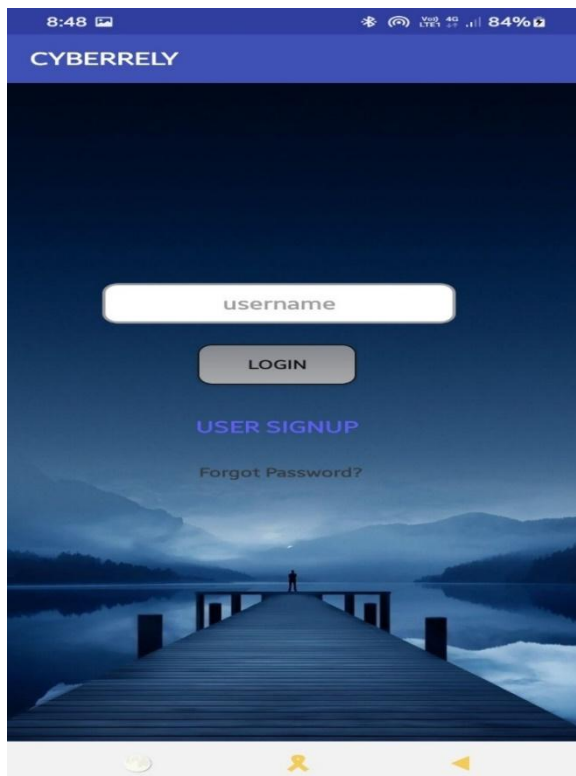 8:48 84%
CYBERRELY
username
LOGIN
USER SIGNUP
Forgot Password?